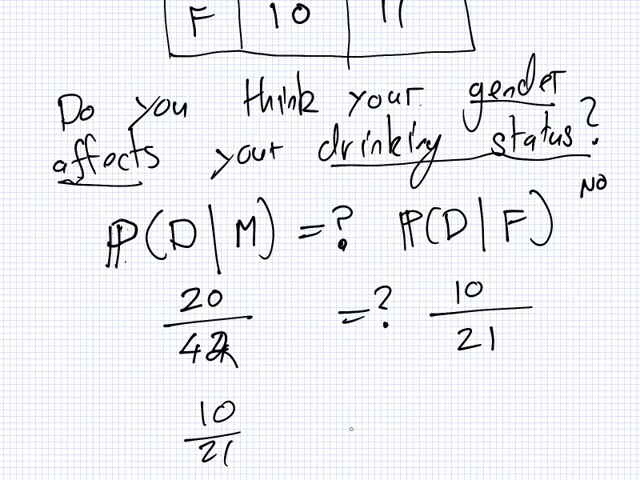 F 10 11
Do you think your gender
affects your drinking status?
NO
P(D|M) =? P(D|F)
20/42 =? 10/21
10/21